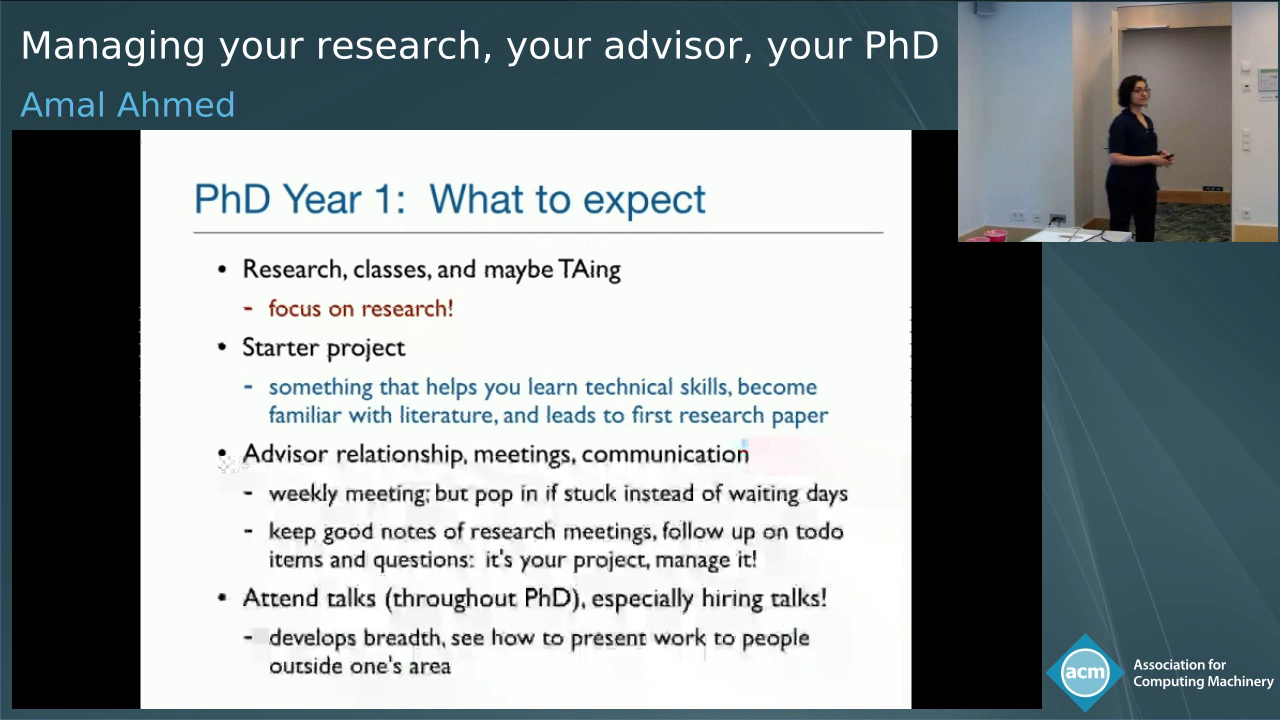 Managing your research, your advisor, your PhD
Amal Ahmed
PhD Year 1: What to expect
• Research, classes, and maybe TAing
- focus on research!
• Starter project
- something that helps you learn technical skills, become
familiar with literature, and leads to first research paper
• Advisor relationship, meetings, communication
- weekly meeting; but pop in if stuck instead of waiting days
- keep good notes of research meetings, follow up on todo
items and questions: it's your project, manage it!
• Attend talks (throughout PhD), especially hiring talks!
- develops breadth, see how to present work to people
outside one's area
acm
Association for
Computing Machinery